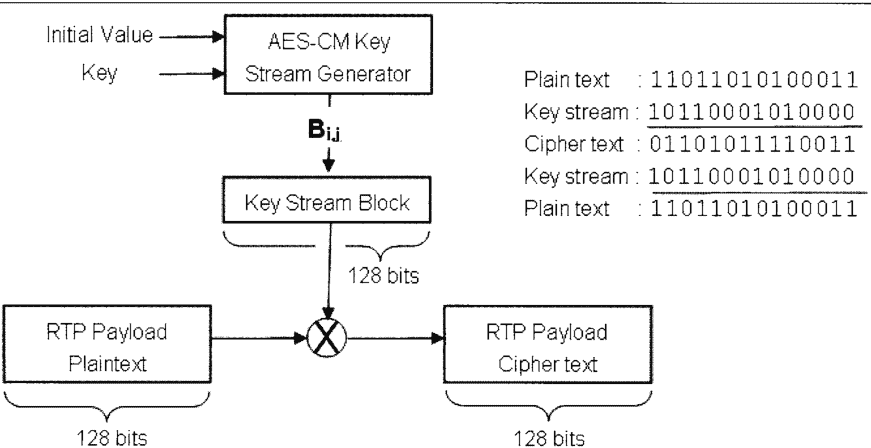 Initial Value
Key
AES-CM Key
Stream Generator
Bi,j
Key Stream Block
128 bits
RTP Payload
Plaintext
128 bits
X
RTP Payload
Cipher text
128 bits
Plain text : 11011010100011
Key stream : 10110001010000
Cipher text : 01101011110011
Key stream : 10110001010000
Plain text : 11011010100011